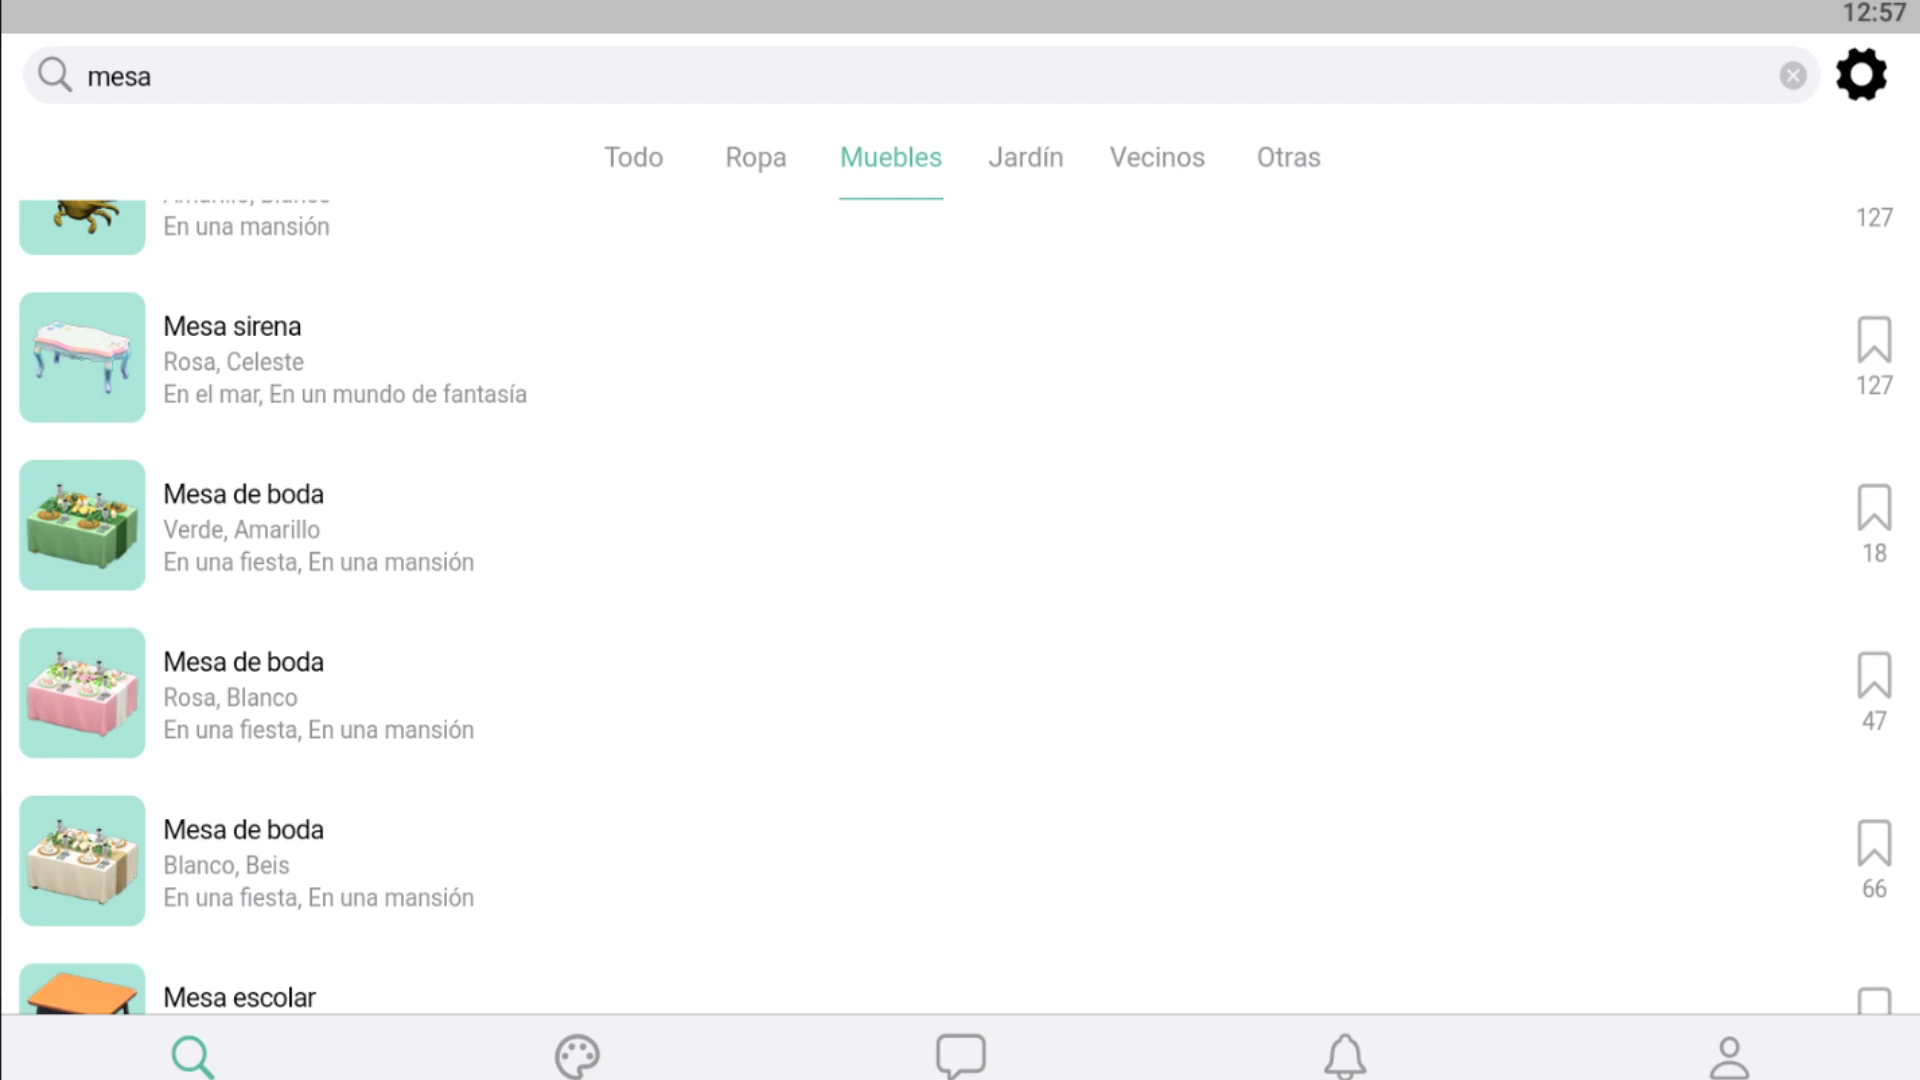 12:57
mesa
Todo Ropa Muebles Jardín Vecinos Otras
En una mansión
127
Mesa sirena
Rosa, Celeste
En el mar, En un mundo de fantasía
127
Mesa de boda
Verde, Amarillo
En una fiesta, En una mansión
18
Mesa de boda
Rosa, Blanco
En una fiesta, En una mansión
47
Mesa de boda
Blanco, Beis
En una fiesta, En una mansión
66
Mesa escolar